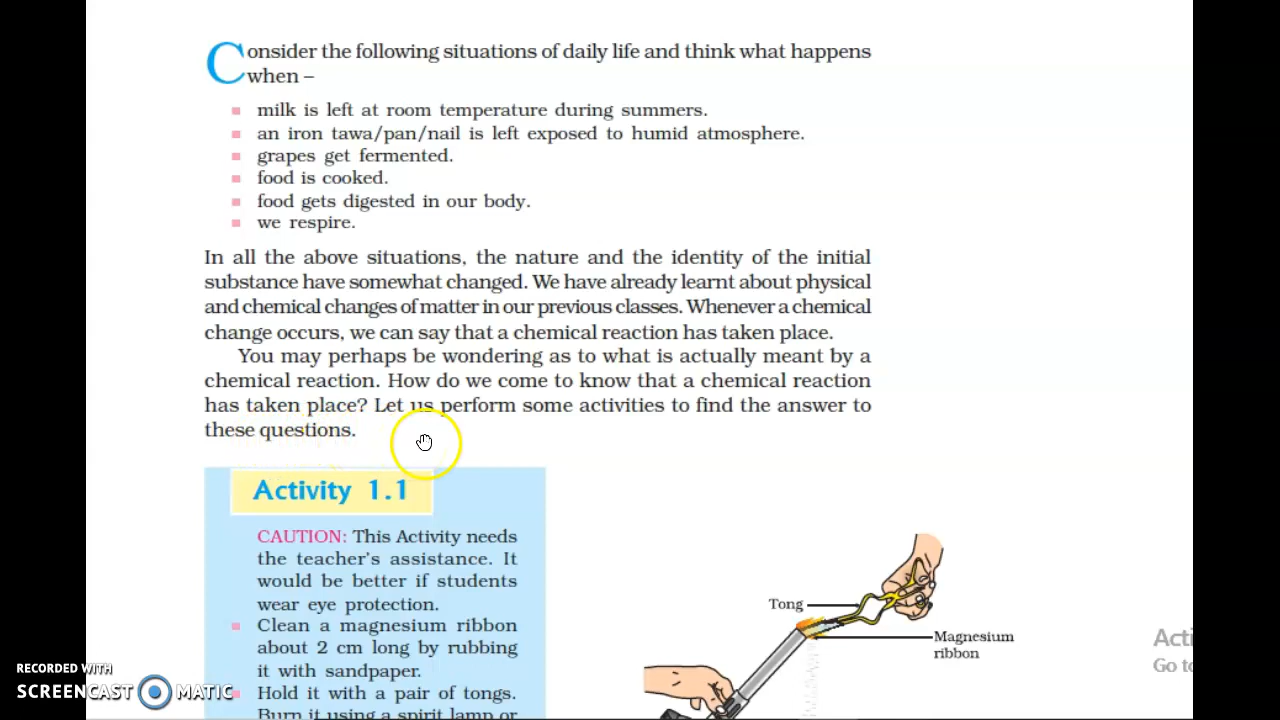 Consider the following situations of daily life and think what happens
when –
milk is left at room temperature during summers.
an iron tawa/pan/nail is left exposed to humid atmosphere.
grapes get fermented.
food is cooked.
food gets digested in our body.
we respire.
In all the above situations, the nature and the identity of the initial
substance have somewhat changed. We have already learnt about physical
and chemical changes of matter in our previous classes. Whenever a chemical
change occurs, we can say that a chemical reaction has taken place.
You may perhaps be wondering as to what is actually meant by a
chemical reaction. How do we come to know that a chemical reaction
has taken place? Let us perform some activities to find the answer to
these questions.
Activity 1.1
CAUTION: This Activity needs
the teacher's assistance. It
would be better if students
wear eye protection.
Clean a magnesium ribbon
about 2 cm long by rubbing
it with sandpaper.
Hold it with a pair of tongs.
Burn it using a spirit lamp or
Tong
Magnesium
ribbon
Acti
Go to
RECORDED WITH
SCREENCAST MATIC